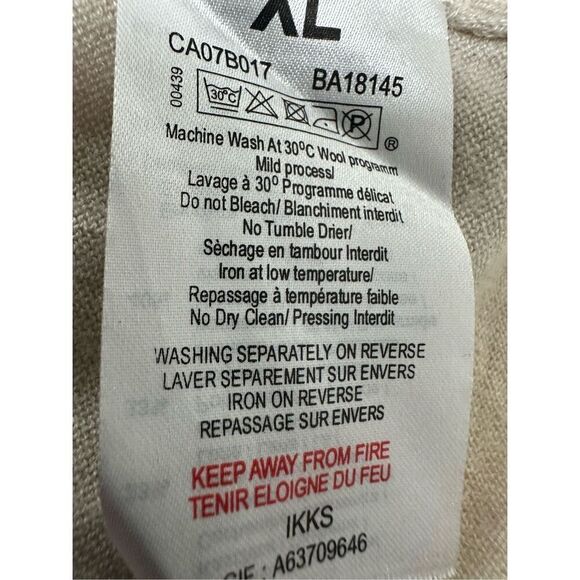 XL
CA07B017 BA18145
00439
30°C P ®
Machine Wash At 30ºC Wool programm
Mild process/
Lavage à 30º Programme délicat
Do not Bleach/ Blanchiment interdit
No Tumble Drier/
Sèchage en tambour Interdit
Iron at low temperature/
Repassage à température faible
No Dry Clean/ Pressing Interdit
WASHING SEPARATELY ON REVERSE
LAVER SEPAREMENT SUR ENVERS
IRON ON REVERSE
REPASSAGE SUR ENVERS
KEEP AWAY FROM FIRE
TENIR ELOIGNE DU FEU
IKKS
: A63709646